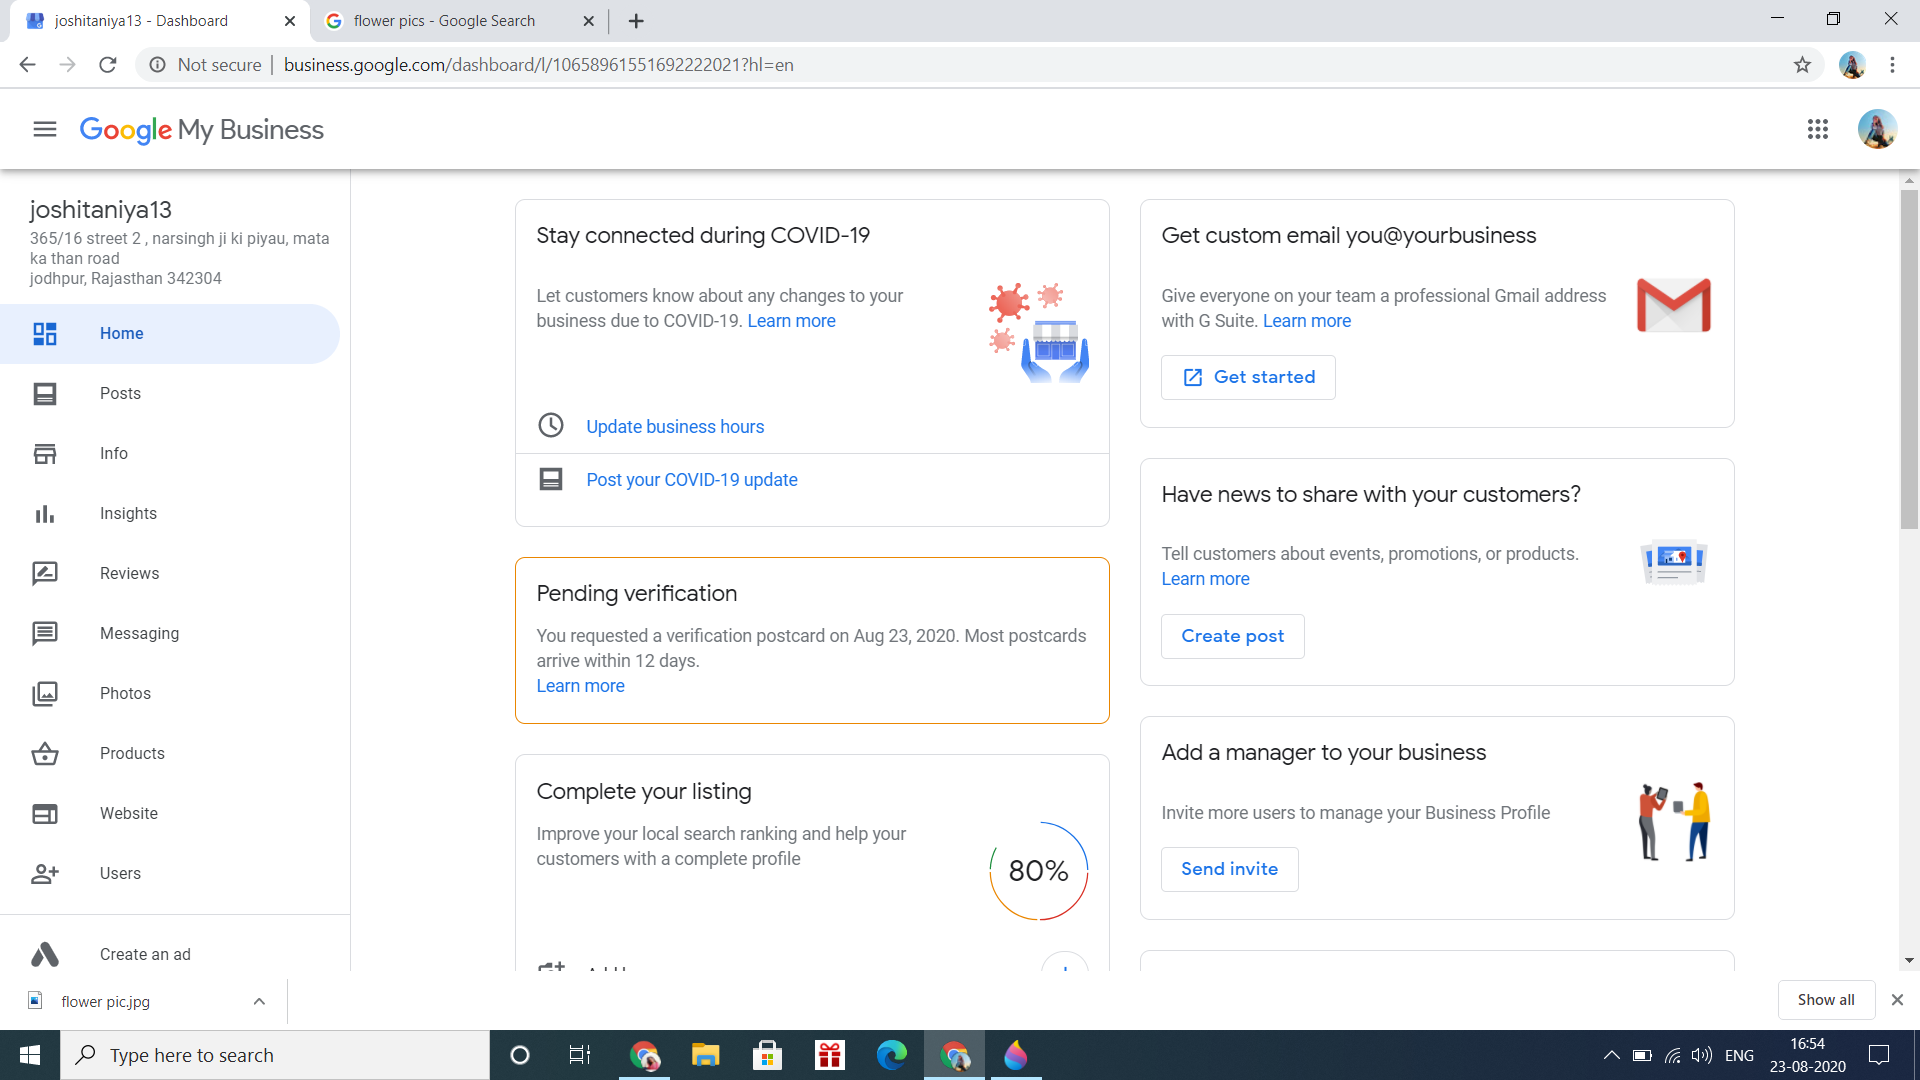 joshitaniya13 - Dashboard
flower pics - Google Search
Not secure
business.google.com/dashboard/l/10658961551692222021?hl=en
Google My Business
joshitaniya13
365/16 street 2 , narsingh ji ki piyau, mata
ka than road
jodhpur, Rajasthan 342304
Home
Posts
Info
Insights
Reviews
Messaging
Photos
Products
Website
Users
Create an ad
Stay connected during COVID-19
Let customers know about any changes to your
business due to COVID-19. Learn more
Update business hours
Post your COVID-19 update
Pending verification
You requested a verification postcard on Aug 23, 2020. Most postcards
arrive within 12 days.
Learn more
Complete your listing
Improve your local search ranking and help your
customers with a complete profile
80%
Get custom email you@yourbusiness
Give everyone on your team a professional Gmail address
with G Suite. Learn more
Get started
Have news to share with your customers?
Tell customers about events, promotions, or products.
Learn more
Create post
Add a manager to your business
Invite more users to manage your Business Profile
Send invite
flower pic.jpg
Show all
Type here to search
ENG
16:54
23-08-2020